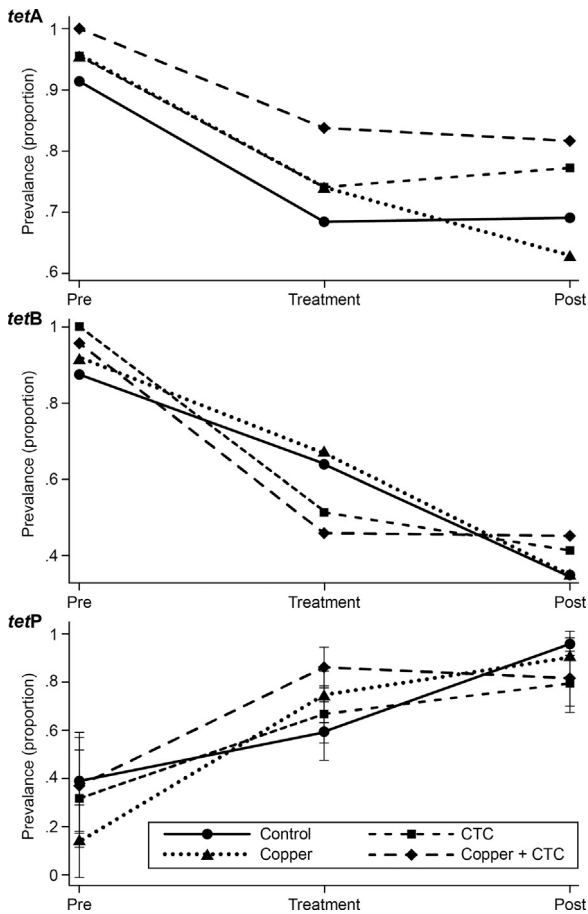 tetA
1
.9
.8
.7
.6
Prevalance (proportion)
Pre Treatment Post
tetB
1
.8
.6
.4
Prevalance (proportion)
Pre Treatment Post
tetP
1
.8
.6
.4
.2
0
Prevalance (proportion)
Control CTC
Copper Copper + CTC
Pre Treatment Post